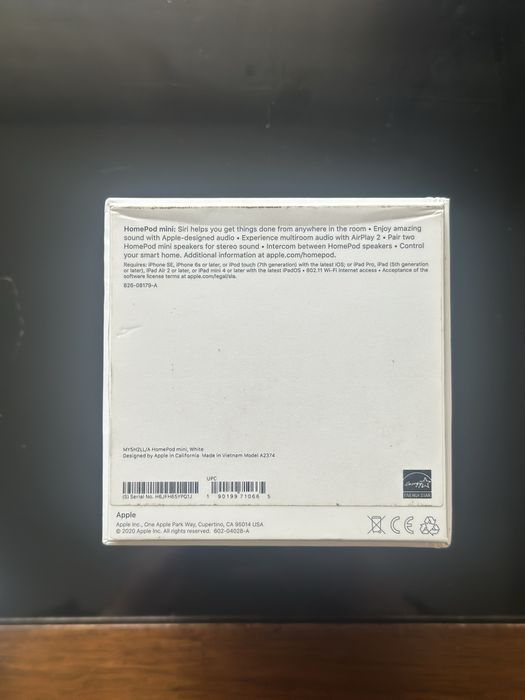 HomePod mini: Siri helps you get things done from anywhere in the room • Enjoy amazing
sound with Apple-designed audio • Experience multiroom audio with AirPlay 2 • Pair two
HomePod mini speakers for stereo sound • Intercom between HomePod speakers • Control
your smart home. Additional information at apple.com/homepod.
Requires: iPhone SE, iPhone 6s or later, or iPod touch (7th generation) with the latest iOS; or iPad Pro, iPad (5th generation
or later), iPad Air 2 or later, or iPad mini 4 or later with the latest iPadOS • 802.11 Wi-Fi internet access • Acceptance of the
software license terms at apple.com/legal/sla.
826-08179-A
MY5H2LL/A HomePod mini, White
Designed by Apple in California Made in Vietnam Model A2374
UPC
(S) Serial No. H6JFH65YPQ1J
1 90199 71066 5
ENERGY STAR
Apple
Apple Inc., One Apple Park Way, Cupertino, CA 95014 USA
© 2020 Apple Inc. All rights reserved. 602-04028-A